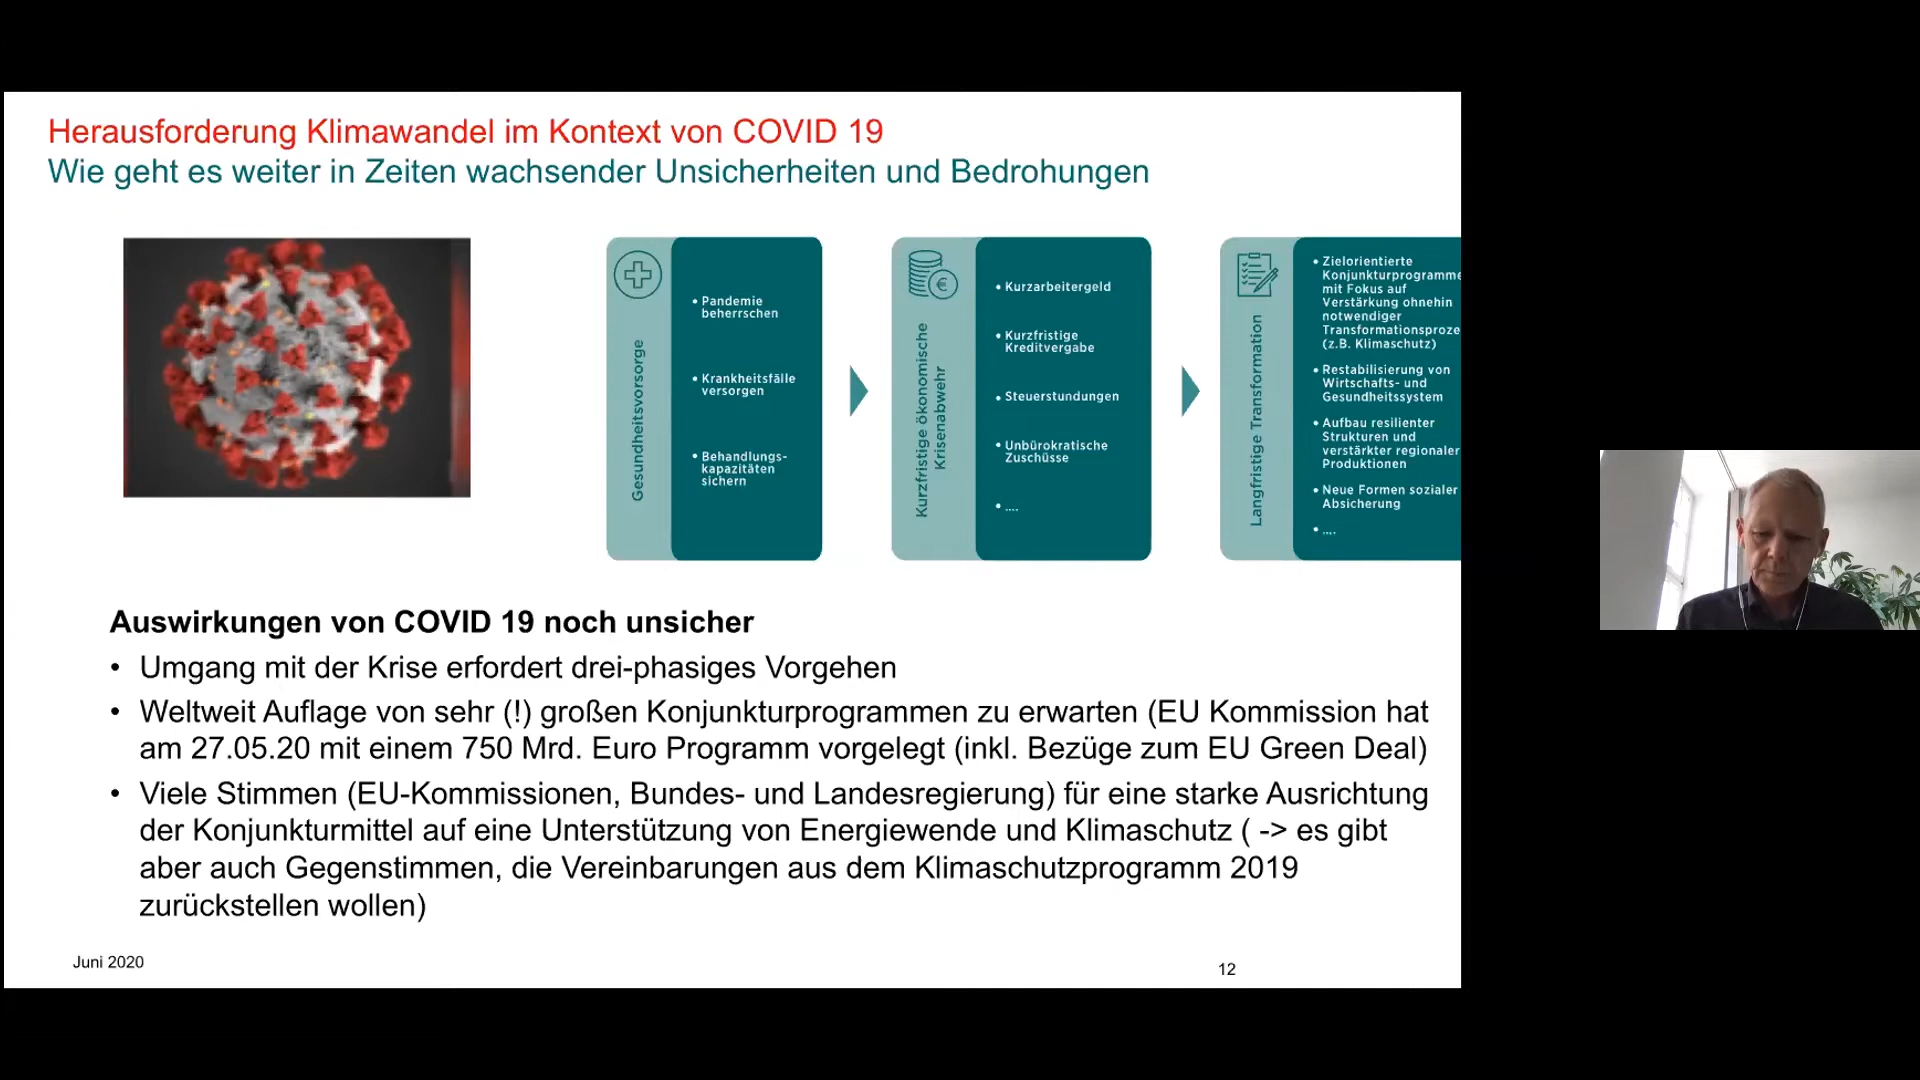 Herausforderung Klimawandel im Kontext von COVID 19
Wie geht es weiter in Zeiten wachsender Unsicherheiten und Bedrohungen
Gesundheitsvorsorge
• Pandemie
beherrschen
• Krankheitsfälle
versorgen
• Behandlungs-
kapazitäten
sichern
Kurzfristige ökonomische
Krisenabwehr
• Kurzarbeitergeld
• Kurzfristige
Kreditvergabe
• Steuerstundungen
• Unbürokratische
Zuschüsse
• ....
Langfristige Transformation
• Zielorientierte
Konjunkturprogramme
mit Fokus auf
Verstärkung ohnehin
notwendiger
Transformationsproze
(z.B. Klimaschutz)
• Restabilisierung von
Wirtschafts- und
Gesundheitssystem
• Aufbau resilienter
Strukturen und
verstärkter regionaler
Produktionen
• Neue Formen sozialer
Absicherung
• ....
Auswirkungen von COVID 19 noch unsicher
• Umgang mit der Krise erfordert drei-phasiges Vorgehen
• Weltweit Auflage von sehr (!) großen Konjunkturprogrammen zu erwarten (EU Kommission hat
am 27.05.20 mit einem 750 Mrd. Euro Programm vorgelegt (inkl. Bezüge zum EU Green Deal)
• Viele Stimmen (EU-Kommissionen, Bundes- und Landesregierung) für eine starke Ausrichtung
der Konjunkturmittel auf eine Unterstützung von Energiewende und Klimaschutz ( -> es gibt
aber auch Gegenstimmen, die Vereinbarungen aus dem Klimaschutzprogramm 2019
zurückstellen wollen)
Juni 2020
12